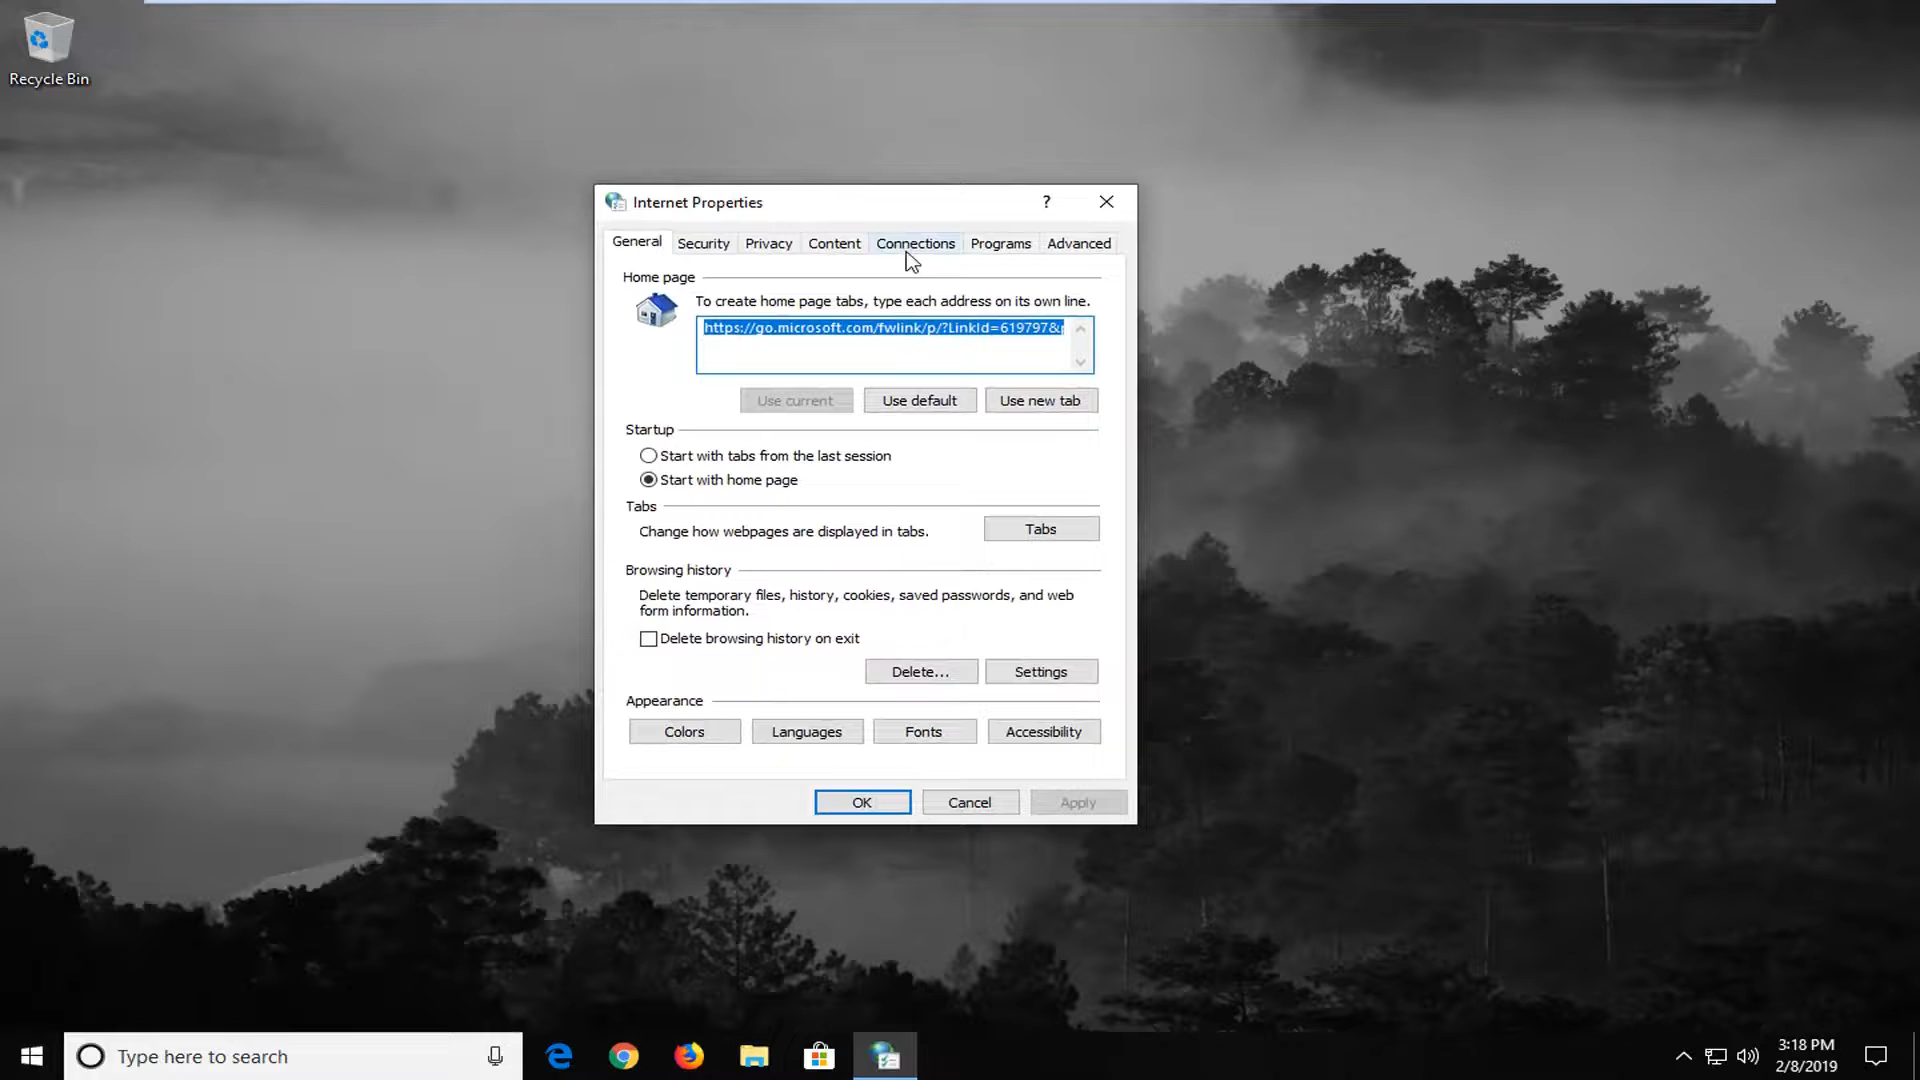 Recycle Bin
Internet Properties
?
General Security Privacy Content Connections Programs Advanced
Home page
To create home page tabs, type each address on its own line.
https://go.microsoft.com/fwlink/p/?LinkId=619797&
Use current Use default Use new tab
Startup
Start with tabs from the last session
Start with home page
Tabs
Change how webpages are displayed in tabs. Tabs
Browsing history
Delete temporary files, history, cookies, saved passwords, and web
form information.
Delete browsing history on exit
Delete... Settings
Appearance
Colors Languages Fonts Accessibility
OK Cancel Apply
Type here to search
3:18 PM
2/8/2019